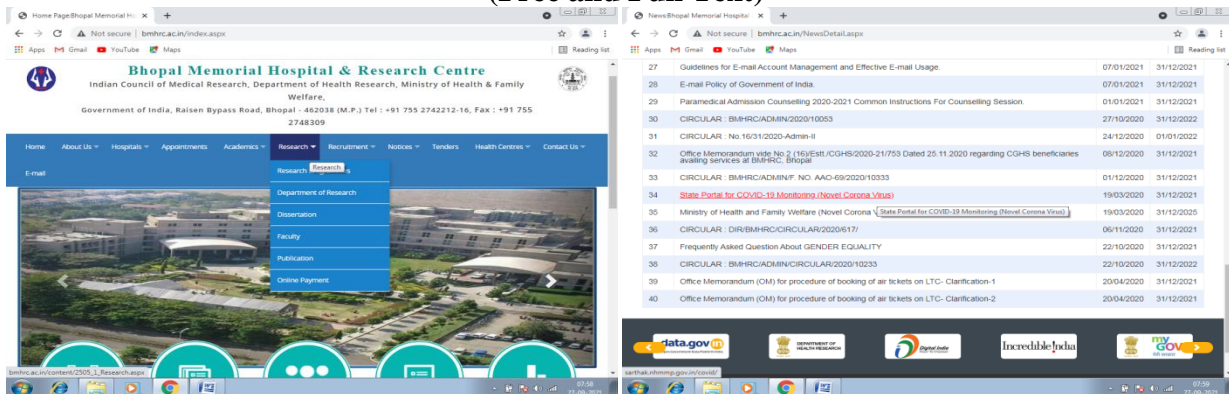 (Free and Full Text)
Home Page:Bhopal Memorial Ho
Not secure | bmhrc.ac.in/index.aspx
Apps Gmail YouTube Maps Reading list
Bhopal Memorial Hospital & Research Centre
Indian Council of Medical Research, Department of Health Research, Ministry of Health & Family
Welfare,
Government of India, Raisen Bypass Road, Bhopal - 462038 (M.P.) Tel : +91 755 2742212-16, Fax : +91 755
2748309
Home About Us Hospitals Appointments Academics Research Recruitment Notices Tenders Health Centres Contact Us
E-mail
Research
Research
Department of Research
Dissertation
Faculty
Publication
Online Payment
bmhrc.ac.in/content/2505_1_Research.aspx
07:58
News:Bhopal Memorial Hospital
Not secure | bmhrc.ac.in/NewsDetail.aspx
Apps Gmail YouTube Maps Reading list
27 Guidelines for E-mail Account Management and Effective E-mail Usage. 07/01/2021 31/12/2021
28 E-mail Policy of Government of India. 07/01/2021 31/12/2021
29 Paramedical Admission Counselling 2020-2021 Common Instructions For Counselling Session. 01/01/2021 31/12/2021
30 CIRCULAR : BMHRC/ADMIN/2020/10053 27/10/2020 31/12/2022
31 CIRCULAR : No.16/31/2020-Admin-II 24/12/2020 01/01/2022
32 Office Memorandum vide No.2 (16)/Estt./CGHS/2020-21/753 Dated 25.11.2020 regarding CGHS beneficiaries 08/12/2020 31/12/2021
availing services at BMHRC, Bhopal
33 CIRCULAR : BMHRC/ADMIN/F. NO. AAO-69/2020/10333 01/12/2020 31/12/2021
34 State Portal for COVID-19 Monitoring (Novel Corona Virus) 19/03/2020 31/12/2021
35 Ministry of Health and Family Welfare (Novel Corona V State Portal for COVID-19 Monitoring (Novel Corona Virus) 19/03/2020 31/12/2025
36 CIRCULAR : DIR/BMHRC/CIRCULAR/2020/617/ 06/11/2020 31/12/2021
37 Frequently Asked Question About GENDER EQUALITY 22/10/2020 31/12/2021
38 CIRCULAR : BMHRC/ADMIN/CIRCULAR/2020/10233 22/10/2020 31/12/2022
39 Office Memorandum (OM) for procedure of booking of air tickets on LTC- Clarification-1 20/04/2020 31/12/2021
40 Office Memorandum (OM) for procedure of booking of air tickets on LTC- Clarification-2 20/04/2020 31/12/2021
data.gov in DEPARTMENT OF HEALTH RESEARCH Digital India Incredible !ndia my GOV
sarthak.nhmmp.gov.in/covid/
07:59